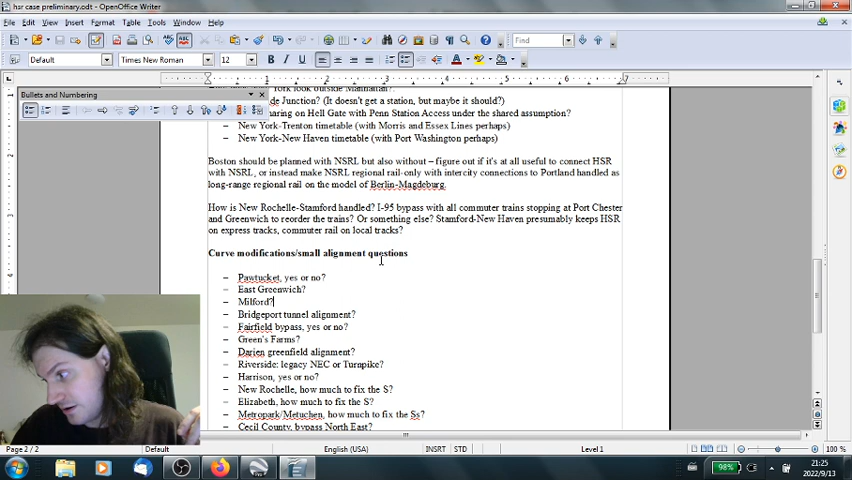 hsr case preliminary.odt - OpenOffice Writer
File Edit View Insert Format Table Tools Window Help
Find
Default Times New Roman 12
Bullets and Numbering
York look outside Manhattan?
de Junction? (It doesn't get a station, but maybe it should?)
haring on Hell Gate with Penn Station Access under the shared assumption?
– New York-Trenton timetable (with Morris and Essex Lines perhaps)
– New York-New Haven timetable (with Port Washington perhaps)
Boston should be planned with NSRL but also without – figure out if it's at all useful to connect HSR
with NSRL, or instead make NSRL regional rail-only with intercity connections to Portland handled as
long-range regional rail on the model of Berlin-Magdeburg.
How is New Rochelle-Stamford handled? I-95 bypass with all commuter trains stopping at Port Chester
and Greenwich to reorder the trains? Or something else? Stamford-New Haven presumably keeps HSR
on express tracks, commuter rail on local tracks?
Curve modifications/small alignment questions
– Pawtucket, yes or no?
– East Greenwich?
– Milford?
– Bridgeport tunnel alignment?
– Fairfield bypass, yes or no?
– Green's Farms?
– Darien greenfield alignment?
– Riverside: legacy NEC or Turnpike?
– Harrison, yes or no?
– New Rochelle, how much to fix the S?
– Elizabeth, how much to fix the S?
– Metropark/Metuchen, how much to fix the Ss?
– Cecil County, bypass North East?
Page 2 / 2 Default English (USA) INSRT STD Level 1 100 %
98% 21:25
2022/9/13